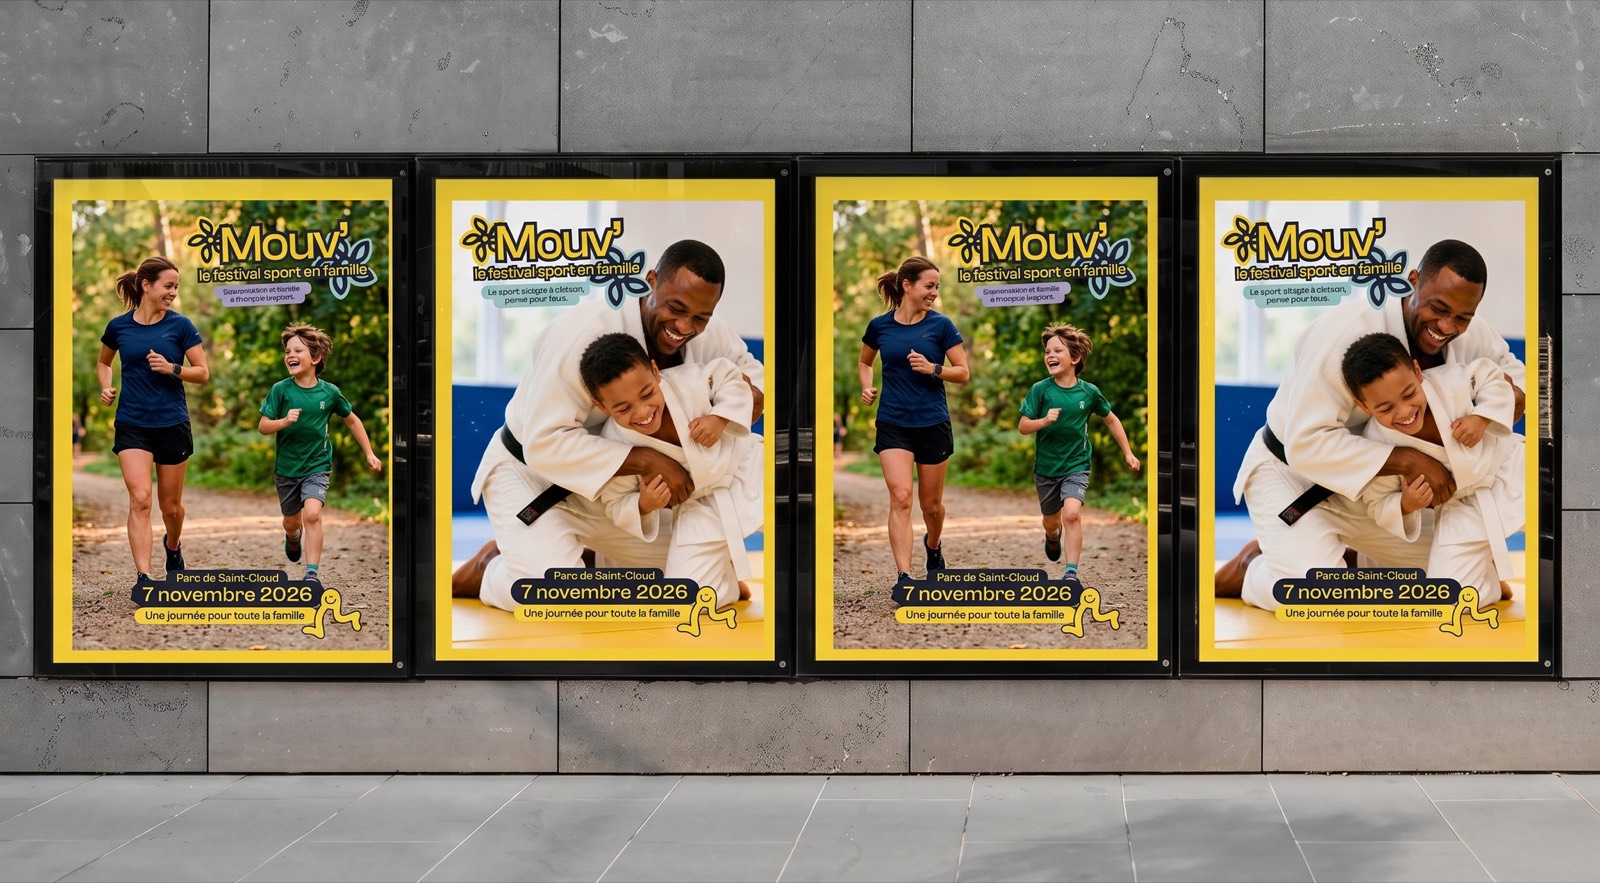 Mouv'
le festival sport en famille
Parc de Saint-Cloud
7 novembre 2026
Une journée pour toute la famille
Mouv'
le festival sport en famille
Le sport à
pour
Parc de Saint-Cloud
7 novembre 2026
Une journée pour toute la famille
Mouv'
le festival sport en famille
Parc de Saint-Cloud
7 novembre 2026
Une journée pour toute la famille
Mouv'
le festival sport en famille
Le sport à
pour
Parc de Saint-Cloud
7 novembre 2026
Une journée pour toute la famille